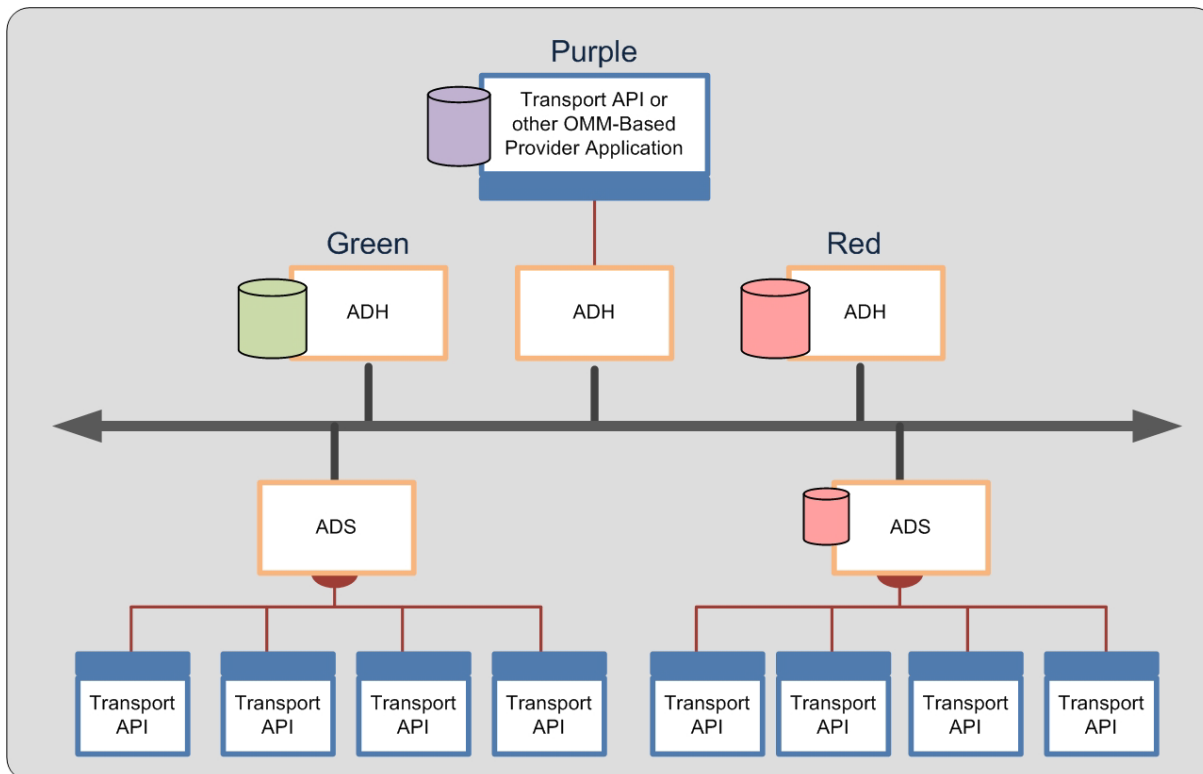 Purple
Transport API or
other OMM-Based
Provider Application
Green
Red
ADH
ADH
ADH
ADS
ADS
Transport
API
Transport
API
Transport
API
Transport
API
Transport
API
Transport
API
Transport
API
Transport
API